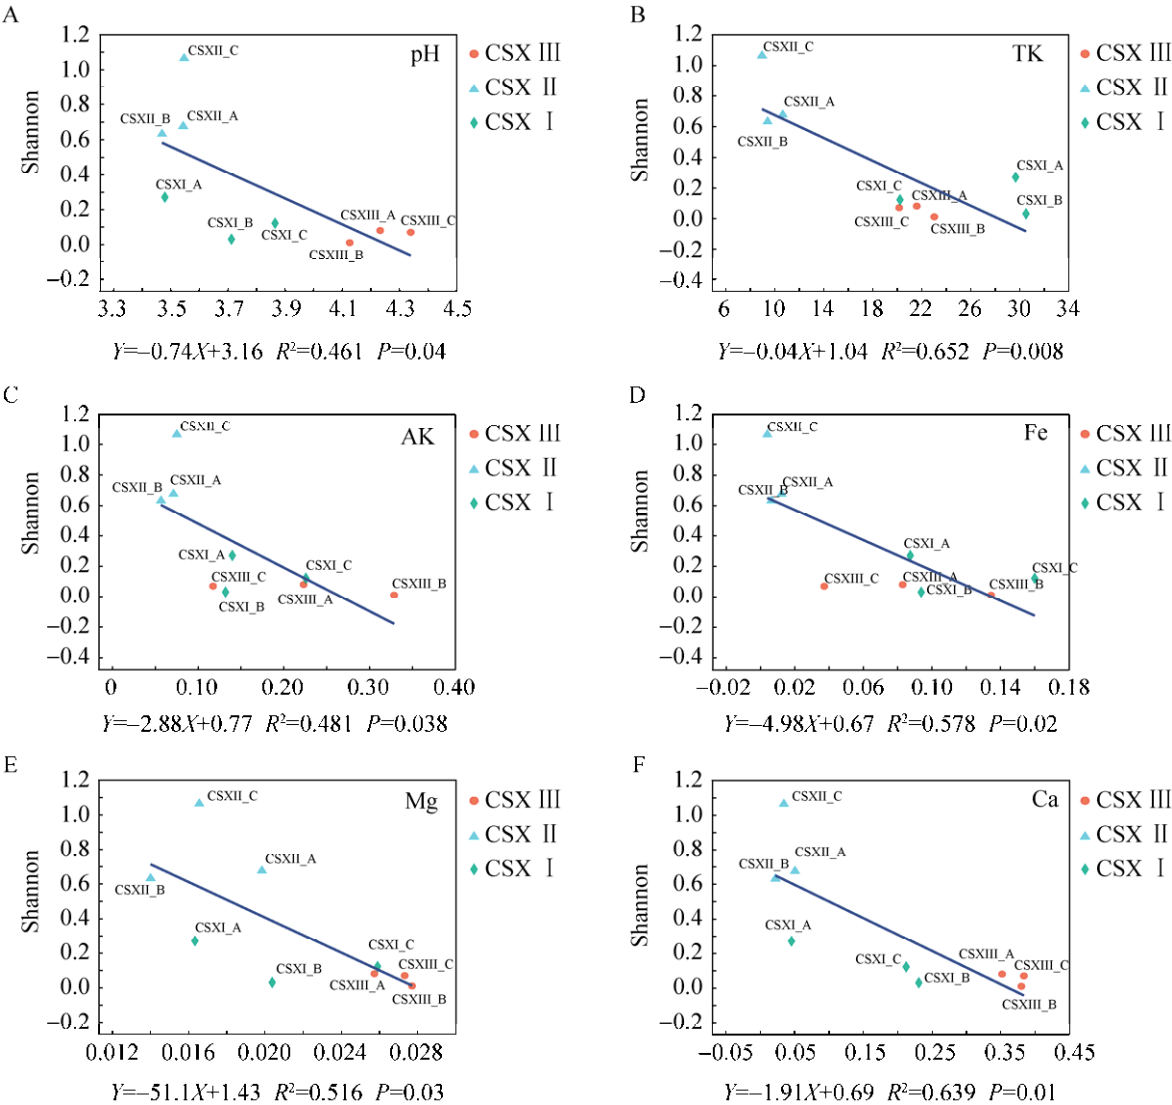 A
1.2
1.0
0.8
0.6
0.4
0.2
0.0
−0.2
Shannon
pH
CSXII_C
CSXII_B
CSXII_A
CSXI_A
CSXI_B
CSXI_C
CSXIII_A
CSXIII_C
CSXIII_B
3.3 3.5 3.7 3.9 4.1 4.3 4.5
CSX III
CSX II
CSX I
Y=−0.74X+3.16 R²=0.461 P=0.04
B
1.2
1.0
0.8
0.6
0.4
0.2
0.0
−0.2
−0.4
Shannon
TK
CSXII_C
CSXII_A
CSXII_B
CSXI_A
CSXI_C
CSXIII_A
CSXI_B
CSXIII_C
CSXIII_B
6 10 14 18 22 26 30 34
CSX III
CSX II
CSX I
Y=−0.04X+1.04 R²=0.652 P=0.008
C
1.2
1.0
0.8
0.6
0.4
0.2
0.0
−0.2
−0.4
Shannon
AK
CSXII_C
CSXII_A
CSXII_B
CSXI_A
CSXI_C
CSXIII_C
CSXIII_B
CSXIII_A
CSXI_B
0 0.10 0.20 0.30 0.40
CSX III
CSX II
CSX I
Y=−2.88X+0.77 R²=0.481 P=0.038
D
1.2
1.0
0.8
0.6
0.4
0.2
0.0
−0.2
−0.4
Shannon
Fe
CSXII_C
CSXII_A
CSXII_B
CSXI_A
CSXI_C
CSXIII_C
CSXIII_A
CSXIII_B
CSXI_B
−0.02 0.02 0.06 0.10 0.14 0.18
CSX III
CSX II
CSX I
Y=−4.98X+0.67 R²=0.578 P=0.02
E
1.2
1.0
0.8
0.6
0.4
0.2
0.0
−0.2
Shannon
Mg
CSXII_C
CSXII_A
CSXII_B
CSXI_A
CSXI_C
CSXI_B
CSXIII_C
CSXIII_A
CSXIII_B
0.012 0.016 0.020 0.024 0.028
CSX III
CSX II
CSX I
Y=−51.1X+1.43 R²=0.516 P=0.03
F
1.2
1.0
0.8
0.6
0.4
0.2
0.0
−0.2
Shannon
Ca
CSXII_C
CSXII_A
CSXII_B
CSXI_A
CSXIII_A
CSXI_C
CSXIII_C
CSXI_B
CSXIII_B
−0.05 0.05 0.15 0.25 0.35 0.45
CSX III
CSX II
CSX I
Y=−1.91X+0.69 R²=0.639 P=0.01